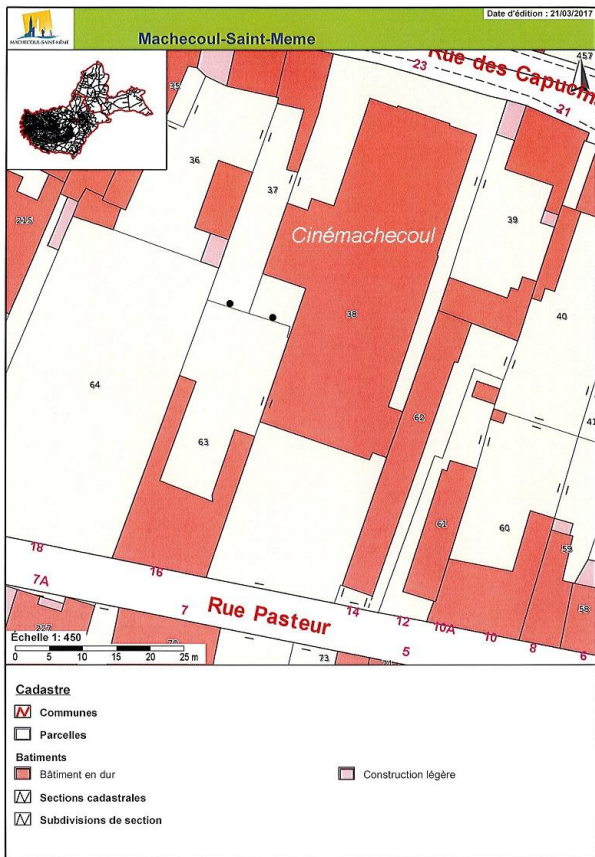 Date d'édition : 21/03/2017
MACHECOUL-SAINT-MÊME
Machecoul-Saint-Meme
Rue des Capucin
457
23
21
35
36
37
39
215
Cinémachecoul
38
40
64
62
41
63
61
60
59
58
18
16
14
12
10A
10
8
6
7A
7
5
Rue Pasteur
227
73
Échelle 1: 450
0 5 10 15 20 25 m
Cadastre
Communes
Parcelles
Batiments
Bâtiment en dur
Construction légère
Sections cadastrales
Subdivisions de section